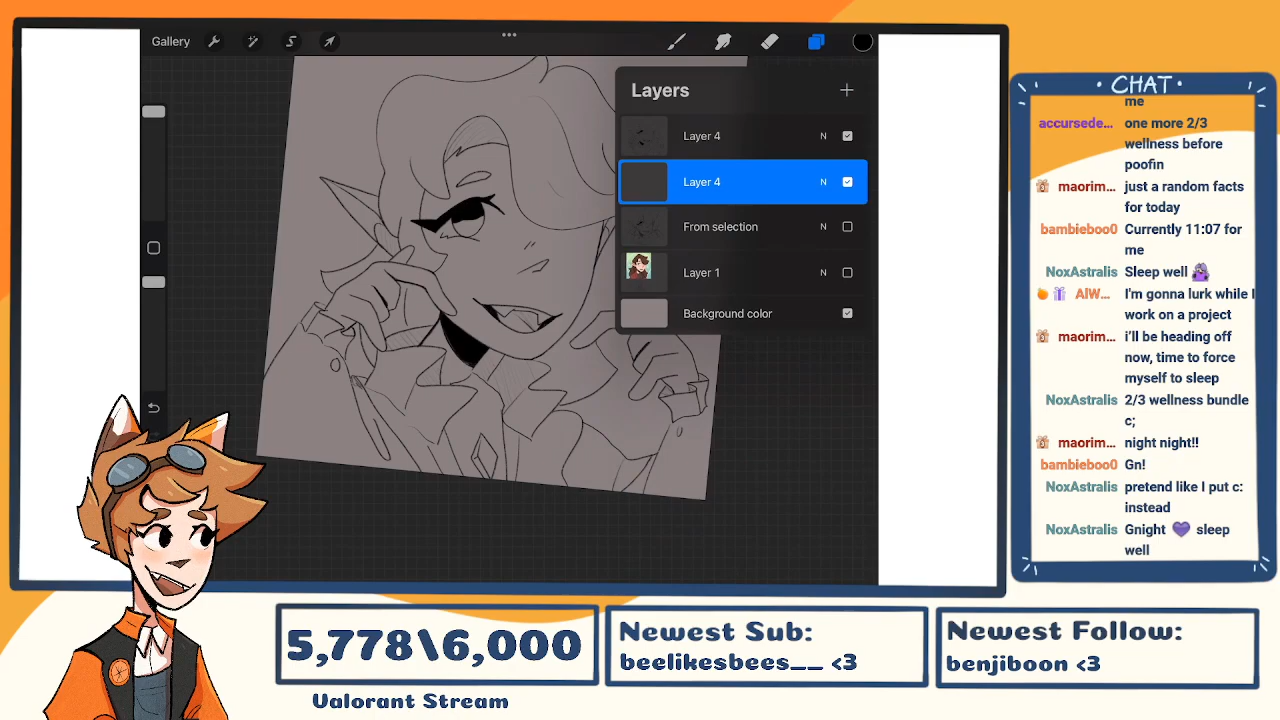 Gallery
Layers
Layer 4 N
Layer 4 N
From selection N
Layer 1 N
Background color
• CHAT •
me
accursede... one more 2/3
wellness before
poofin
maorim... just a random facts
for today
bambieboo0 Currently 11:07 for
me
NoxAstralis Sleep well
AlW... I'm gonna lurk while I
work on a project
maorim... i'll be heading off
now, time to force
myself to sleep
NoxAstralis 2/3 wellness bundle
c;
maorim... night night!!
bambieboo0 Gn!
NoxAstralis pretend like I put c:
instead
NoxAstralis Gnight 💜 sleep
well
5,778\6,000
Valorant Stream
Newest Sub:
beelikesbees__ <3
Newest Follow:
benjiboon <3